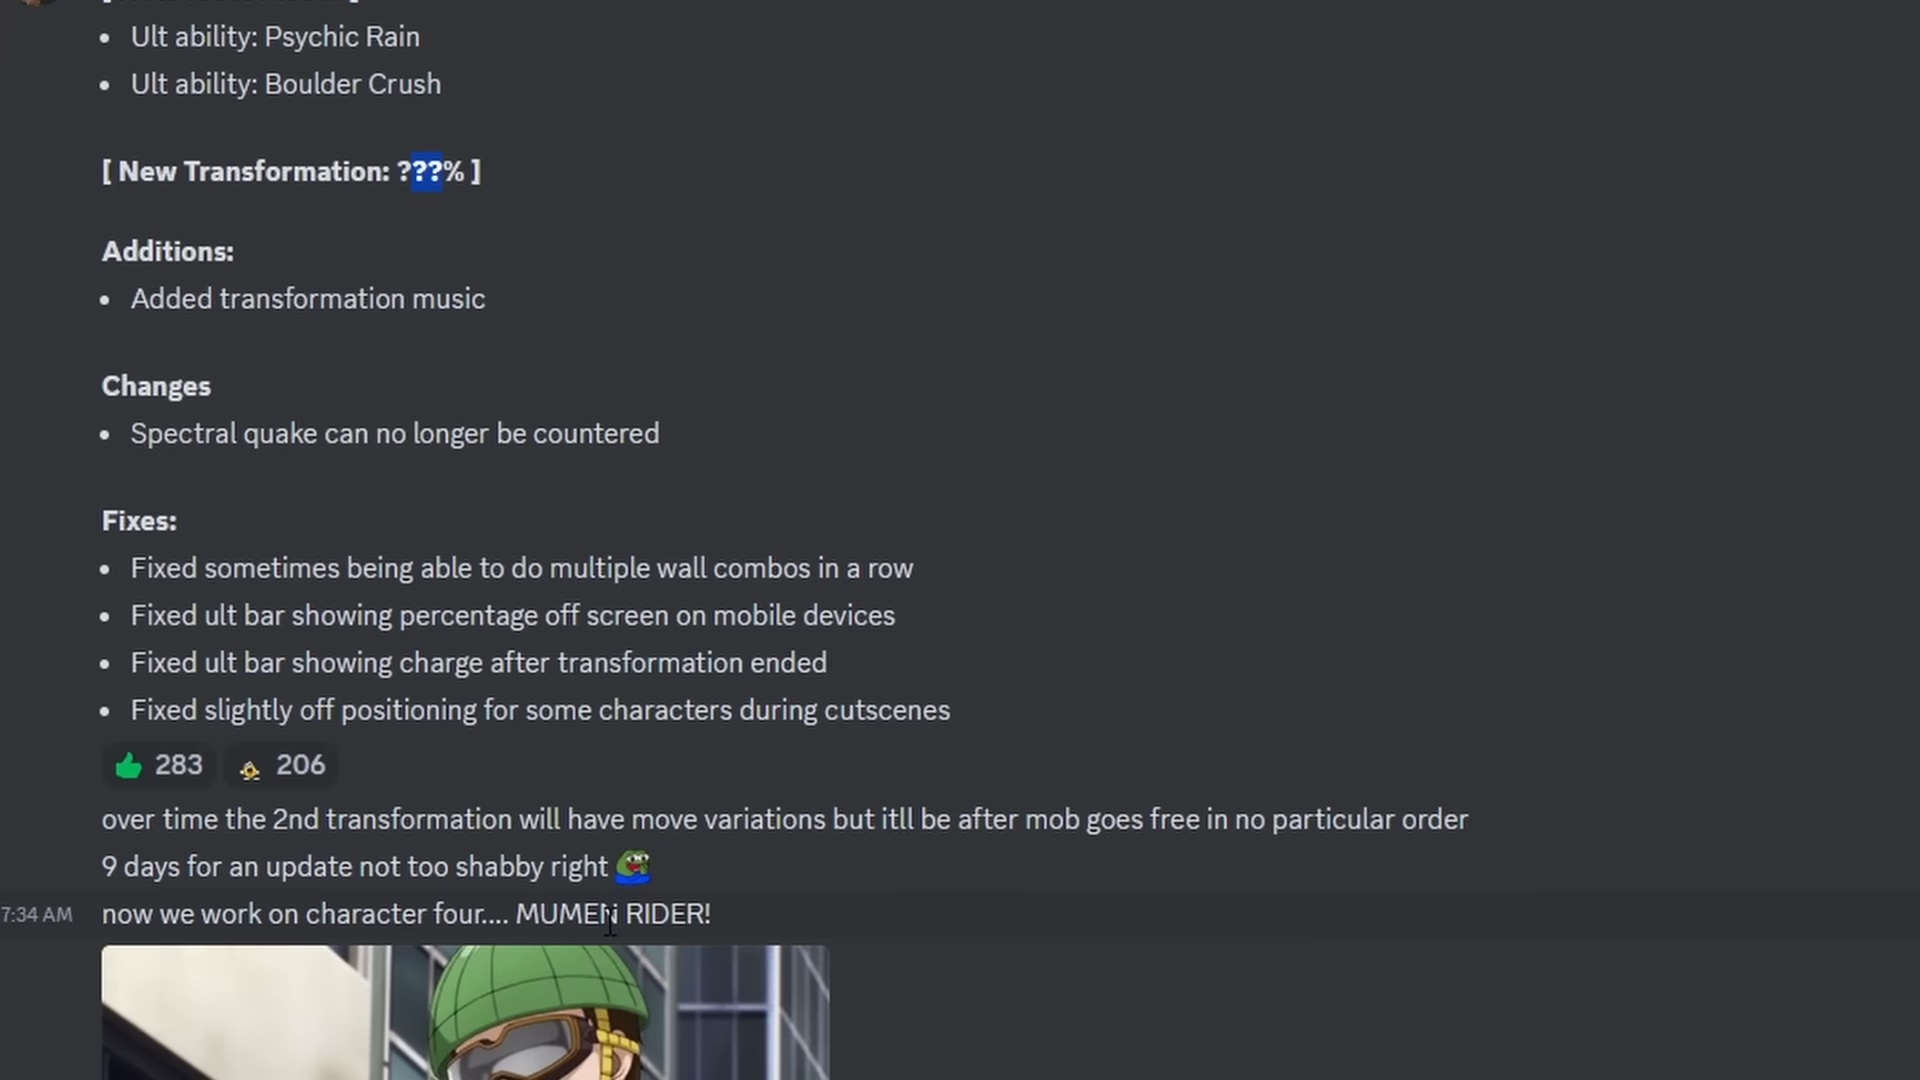 Ult ability: Psychic Rain
Ult ability: Boulder Crush
[ New Transformation: ???% ]
Additions:
Added transformation music
Changes
Spectral quake can no longer be countered
Fixes:
Fixed sometimes being able to do multiple wall combos in a row
Fixed ult bar showing percentage off screen on mobile devices
Fixed ult bar showing charge after transformation ended
Fixed slightly off positioning for some characters during cutscenes
283 206
over time the 2nd transformation will have move variations but itll be after mob goes free in no particular order
9 days for an update not too shabby right
7:34 AM now we work on character four.... MUMEN RIDER!